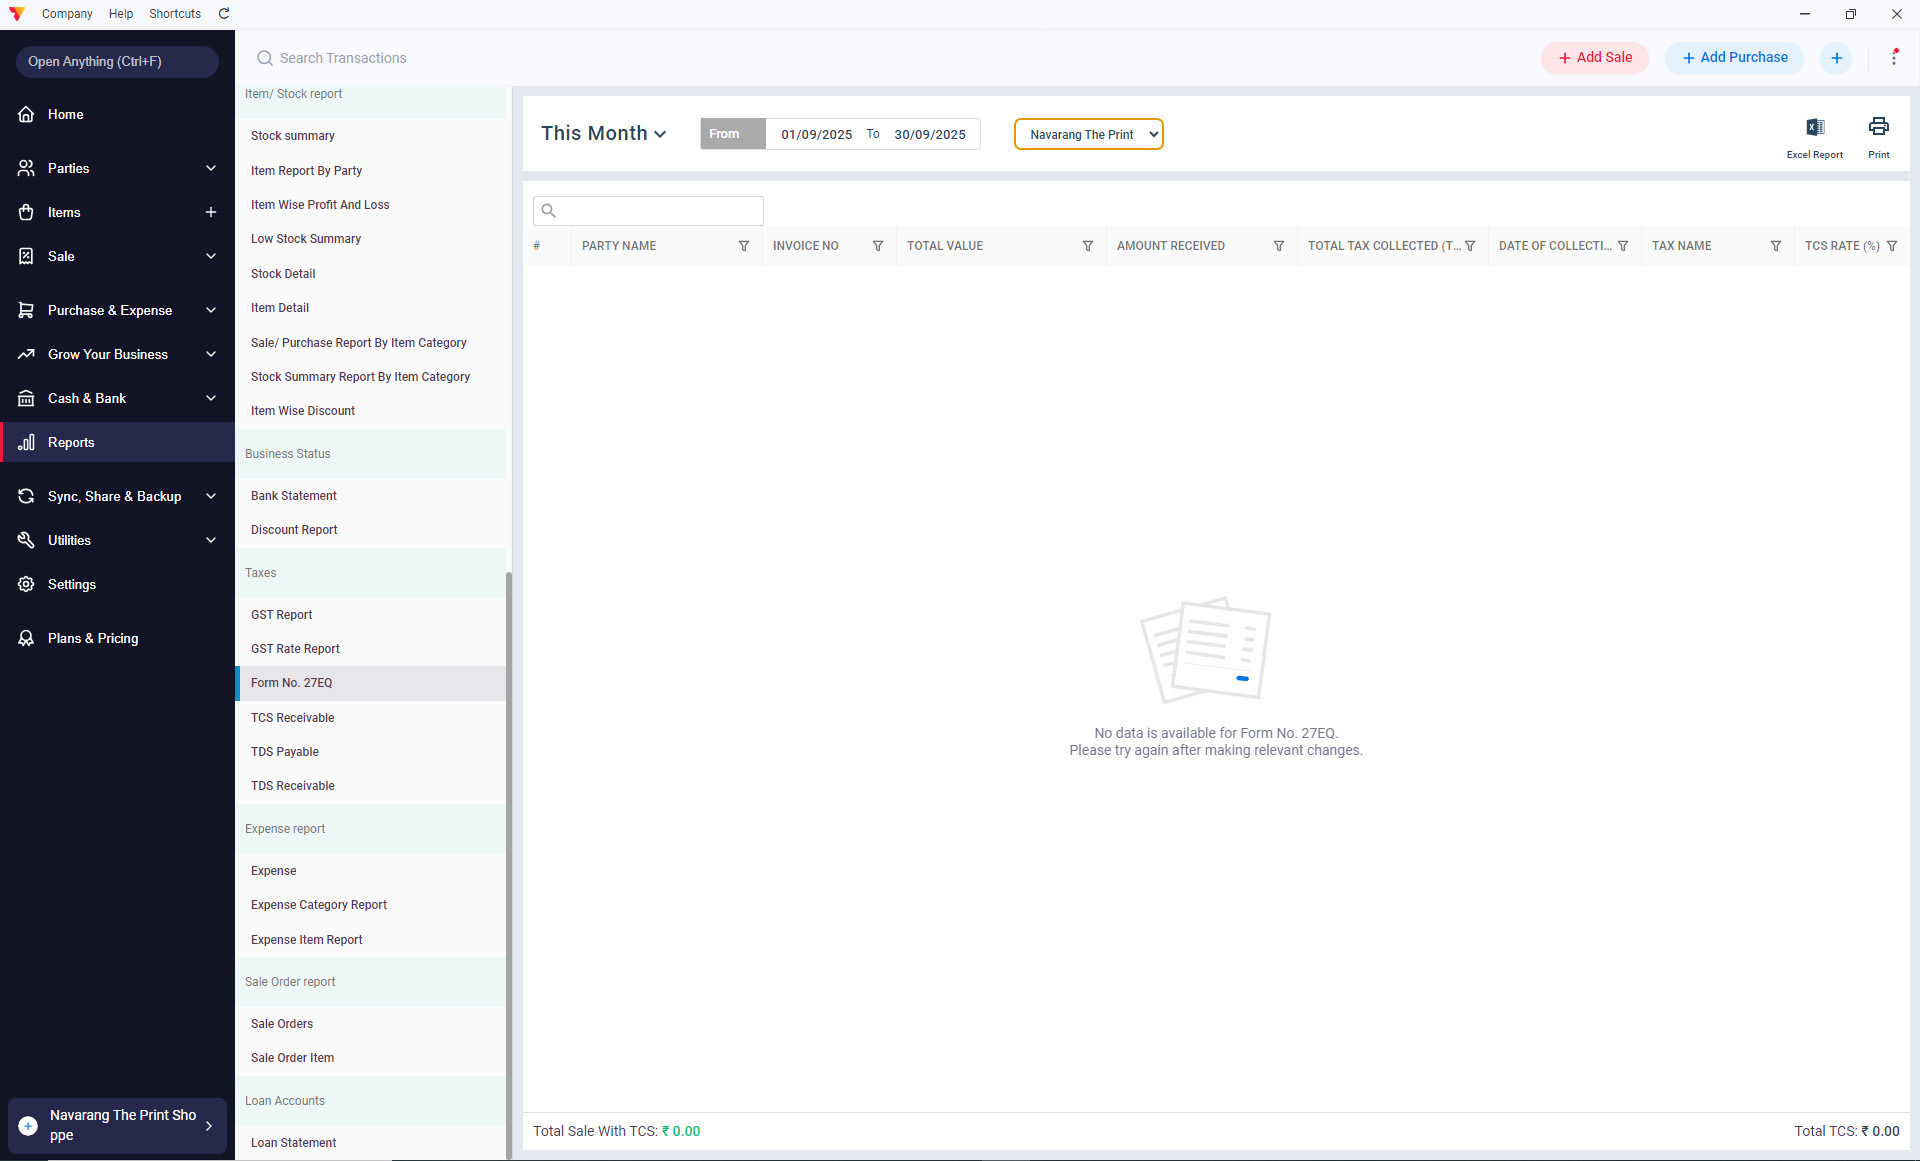 Company Help Shortcuts
Open Anything (Ctrl+F)
Search Transactions
+ Add Sale
+ Add Purchase
Home
Parties
Items
Sale
Purchase & Expense
Grow Your Business
Cash & Bank
Reports
Sync, Share & Backup
Utilities
Settings
Plans & Pricing
Navarang The Print Sho
ppe
Item/ Stock report
Stock summary
Item Report By Party
Item Wise Profit And Loss
Low Stock Summary
Stock Detail
Item Detail
Sale/ Purchase Report By Item Category
Stock Summary Report By Item Category
Item Wise Discount
Business Status
Bank Statement
Discount Report
Taxes
GST Report
GST Rate Report
Form No. 27EQ
TCS Receivable
TDS Payable
TDS Receivable
Expense report
Expense
Expense Category Report
Expense Item Report
Sale Order report
Sale Orders
Sale Order Item
Loan Accounts
Loan Statement
This Month
From 01/09/2025 To 30/09/2025
Navarang The Print
Excel Report
Print
# PARTY NAME INVOICE NO TOTAL VALUE AMOUNT RECEIVED TOTAL TAX COLLECTED (T... DATE OF COLLECTI... TAX NAME TCS RATE (%)
No data is available for Form No. 27EQ.
Please try again after making relevant changes.
Total Sale With TCS: ₹ 0.00
Total TCS: ₹ 0.00